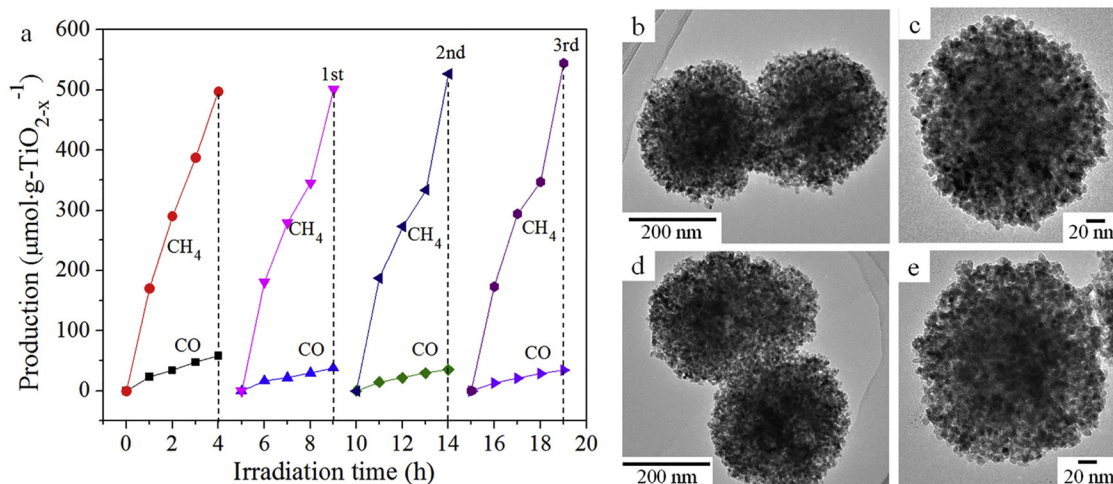 a
600
500
400
300
200
100
0
Production (μmol·g-TiO₂₋ₓ⁻¹)
1st
2nd
3rd
CH₄
CH₄
CH₄
CH₄
CO
CO
CO
CO
0 2 4 6 8 10 12 14 16 18 20
Irradiation time (h)
b
200 nm
c
20 nm
d
200 nm
e
20 nm